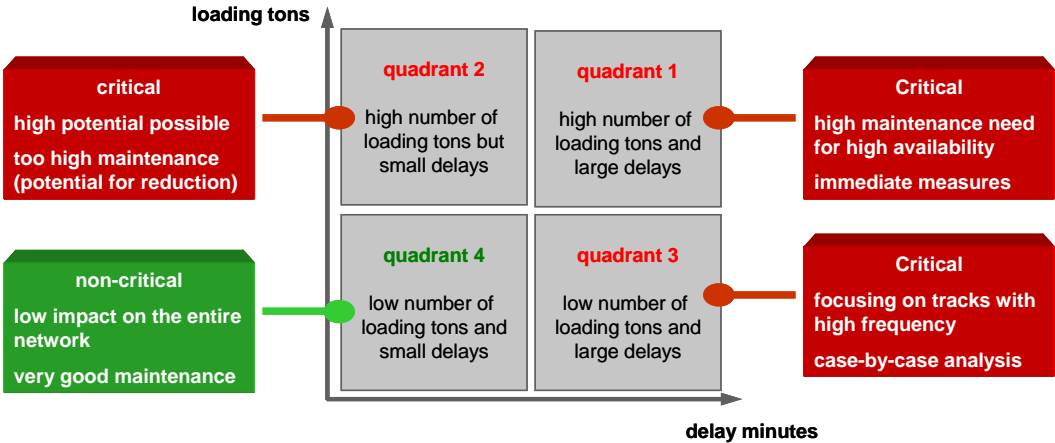 loading tons
critical
high potential possible
too high maintenance
(potential for reduction)
quadrant 2
high number of
loading tons but
small delays
quadrant 1
high number of
loading tons and
large delays
Critical
high maintenance need
for high availability
immediate measures
non-critical
low impact on the entire
network
very good maintenance
quadrant 4
low number of
loading tons and
small delays
quadrant 3
low number of
loading tons and
large delays
Critical
focusing on tracks with
high frequency
case-by-case analysis
delay minutes